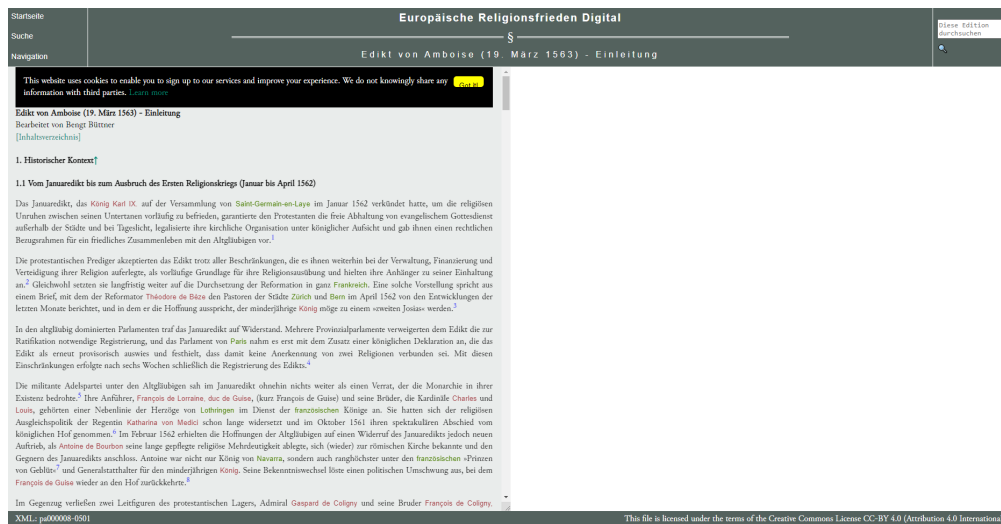 Startseite
Suche
Navigation
Europäische Religionsfrieden Digital
§
Edikt von Amboise (19. März 1563) - Einleitung
Diese Edition
durchsuchen
This website uses cookies to enable you to sign up to our services and improve your experience. We do not knowingly share any
information with third parties. Learn more
Got it!
Edikt von Amboise (19. März 1563) - Einleitung
Bearbeitet von Bengt Büttner
[Inhaltsverzeichnis]
1. Historischer Kontext↑
1.1 Vom Januaredikt bis zum Ausbruch des Ersten Religionskriegs (Januar bis April 1562)
Das Januaredikt, das König Karl IX. auf der Versammlung von Saint-Germain-en-Laye im Januar 1562 verkündet hatte, um die religiösen
Unruhen zwischen seinen Untertanen vorläufig zu befrieden, garantierte den Protestanten die freie Abhaltung von evangelischem Gottesdienst
außerhalb der Städte und bei Tageslicht, legalisierte ihre kirchliche Organisation unter königlicher Aufsicht und gab ihnen einen rechtlichen
Bezugsrahmen für ein friedliches Zusammenleben mit den Altgläubigen vor.1
Die protestantischen Prediger akzeptierten das Edikt trotz aller Beschränkungen, die es ihnen weiterhin bei der Verwaltung, Finanzierung und
Verteidigung ihrer Religion auferlegte, als vorläufige Grundlage für ihre Religionsausübung und hielten ihre Anhänger zu seiner Einhaltung
an.2 Gleichwohl setzten sie langfristig weiter auf die Durchsetzung der Reformation in ganz Frankreich. Eine solche Vorstellung spricht aus
einem Brief, mit dem der Reformator Théodore de Bèze den Pastoren der Städte Zürich und Bern im April 1562 von den Entwicklungen der
letzten Monate berichtet, und in dem er die Hoffnung ausspricht, der minderjährige König möge zu einem »zweiten Josias« werden.3
In den altgläubig dominierten Parlamenten traf das Januaredikt auf Widerstand. Mehrere Provinzialparlamente verweigerten dem Edikt die zur
Ratifikation notwendige Registrierung, und das Parlament von Paris nahm es erst mit dem Zusatz einer königlichen Deklaration an, die das
Edikt als erneut provisorisch auswies und festhielt, dass damit keine Anerkennung von zwei Religionen verbunden sei. Mit diesen
Einschränkungen erfolgte nach sechs Wochen schließlich die Registrierung des Edikts.4
Die militante Adelspartei unter den Altgläubigen sah im Januaredikt ohnehin nichts weiter als einen Verrat, der die Monarchie in ihrer
Existenz bedrohte.5 Ihre Anführer, François de Lorraine, duc de Guise, (kurz François de Guise) und seine Brüder, die Kardinäle Charles und
Louis, gehörten einer Nebenlinie der Herzöge von Lothringen im Dienst der französischen Könige an. Sie hatten sich der religiösen
Ausgleichspolitik der Regentin Katharina von Medici schon lange widersetzt und im Oktober 1561 ihren spektakulären Abschied vom
königlichen Hof genommen.6 Im Februar 1562 erhielten die Hoffnungen der Altgläubigen auf einen Widerruf des Januaredikts jedoch neuen
Auftrieb, als Antoine de Bourbon seine lange gepflegte religiöse Mehrdeutigkeit ablegte, sich (wieder) zur römischen Kirche bekannte und den
Gegnern des Januaredikts anschloss. Antoine war nicht nur König von Navarra, sondern auch ranghöchster unter den französischen »Prinzen
von Geblüt«7 und Generalstatthalter für den minderjährigen König. Seine Bekenntniswechsel löste einen politischen Umschwung aus, bei dem
François de Guise wieder an den Hof zurückkehrte.8
Im Gegenzug verließen zwei Leitfiguren des protestantischen Lagers, Admiral Gaspard de Coligny und seine Bruder François de Coligny,
XML: pa000008-0501
This file is licensed under the terms of the Creative Commons License CC-BY 4.0 (Attribution 4.0 Internationa